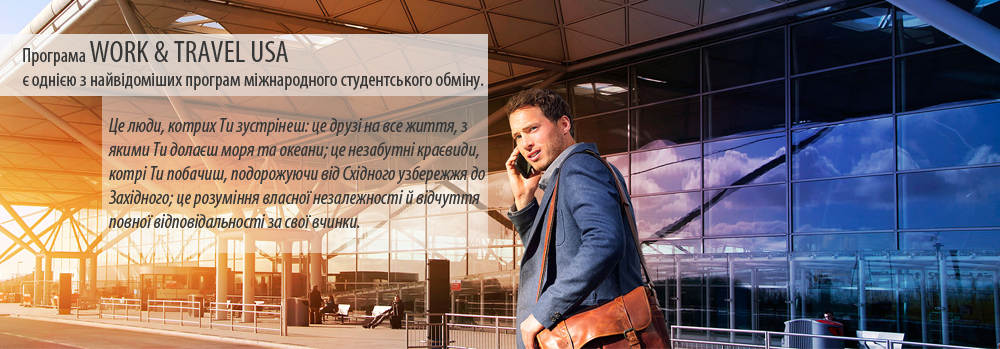 Програма WORK & TRAVEL USA
є однією з найвідоміших програм міжнародного студентського обміну.
Це люди, котрих Ти зустрінеш: це друзі на все життя, з
якими Ти долаєш моря та океани; це незабутні краєвиди,
котрі Ти побачиш, подорожуючи від Східного узбережжя до
Західного; це розуміння власної незалежності й відчуття
повної відповідальності за свої вчинки.